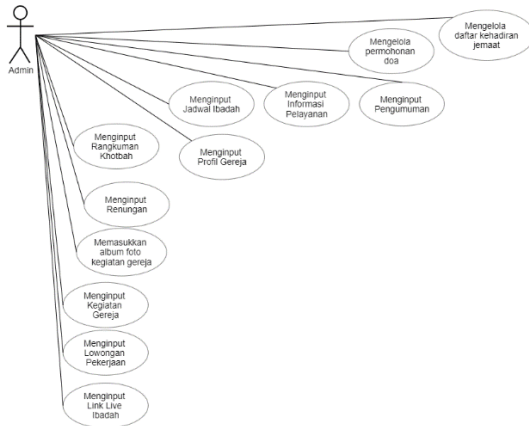 Admin
Mengelola
daftar kehadiran
jemaat
Mengelola
permohonan
doa
Menginput
Jadwal Ibadah
Menginput
Informasi
Pelayanan
Menginput
Pengumuman
Menginput
Rangkuman
Khotbah
Menginput
Profil Gereja
Menginput
Renungan
Memasukkan
album foto
kegiatan gereja
Menginput
Kegiatan
Gereja
Menginput
Lowongan
Pekerjaan
Menginput
Link Live
Ibadah